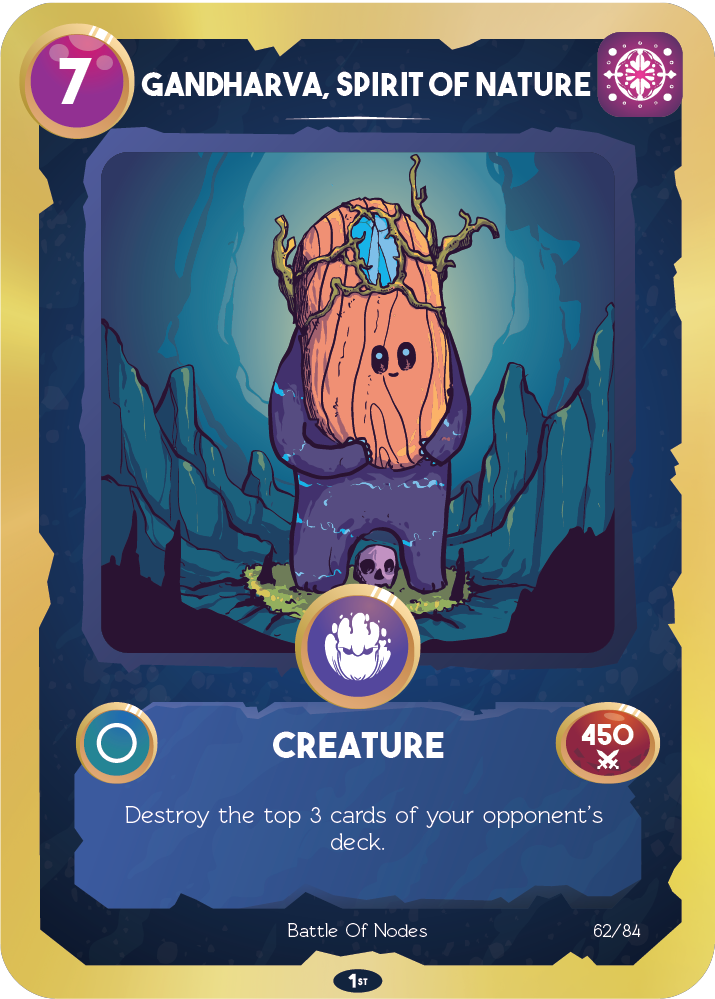 7
GANDHARVA, SPIRIT OF NATURE
CREATURE
450
Destroy the top 3 cards of your opponent's
deck.
Battle Of Nodes
62/84
1ST